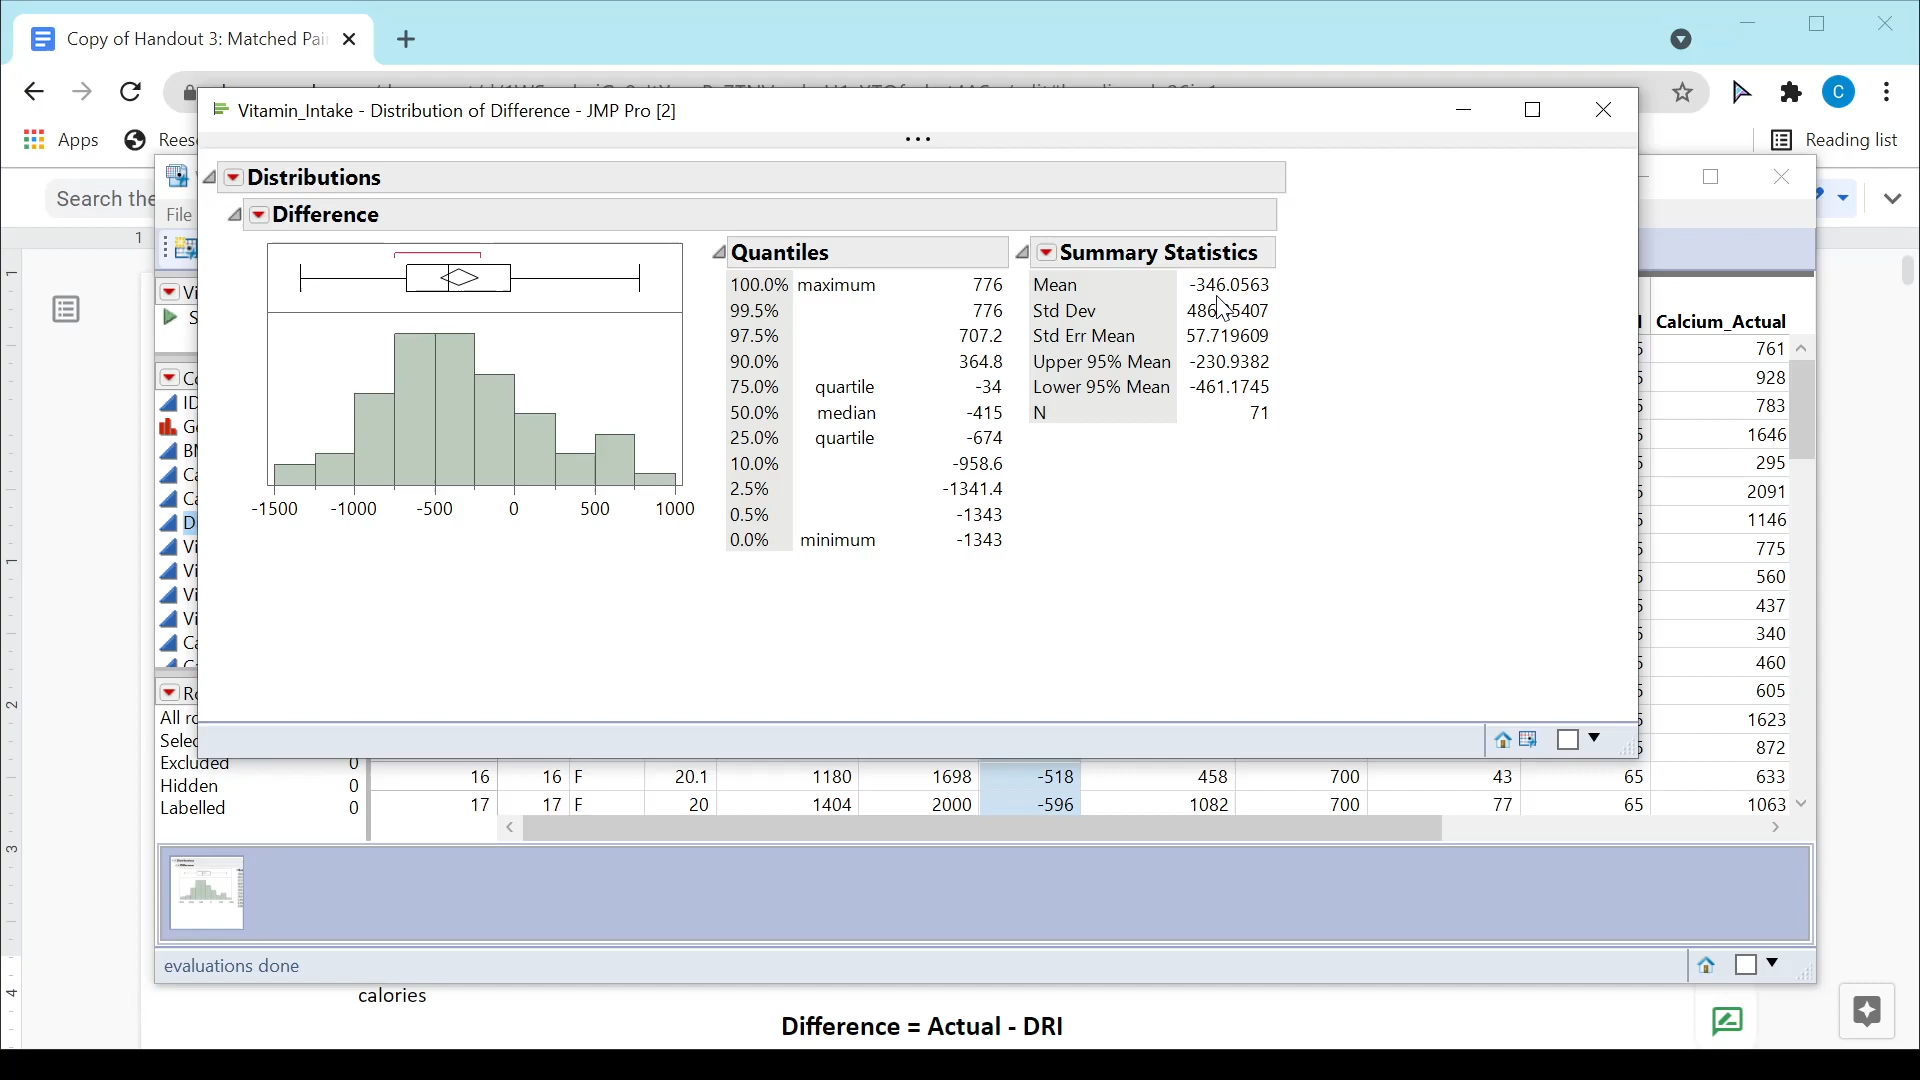 Copy of Handout 3: Matched Pai
Vitamin_Intake - Distribution of Difference - JMP Pro [2]
Apps
Reading list
Search the
File
Distributions
Difference
Quantiles
100.0% maximum 776
99.5% 776
97.5% 707.2
90.0% 364.8
75.0% quartile -34
50.0% median -415
25.0% quartile -674
10.0% -958.6
2.5% -1341.4
0.5% -1343
0.0% minimum -1343
Summary Statistics
Mean -346.0563
Std Dev
Std Err Mean 57.719609
Upper 95% Mean -230.9382
Lower 95% Mean -461.1745
N 71
-1500 -1000 -500 0 500 1000
Calcium_Actual
761
928
783
1646
295
2091
1146
775
560
437
340
460
605
1623
872
All
Excluded 0
Hidden 0
Labelled 0
16 16 F 20.1 1180 1698 -518 458 700 43 65 633
17 17 F 20 1404 2000 -596 1082 700 77 65 1063
evaluations done
calories
Difference = Actual - DRI